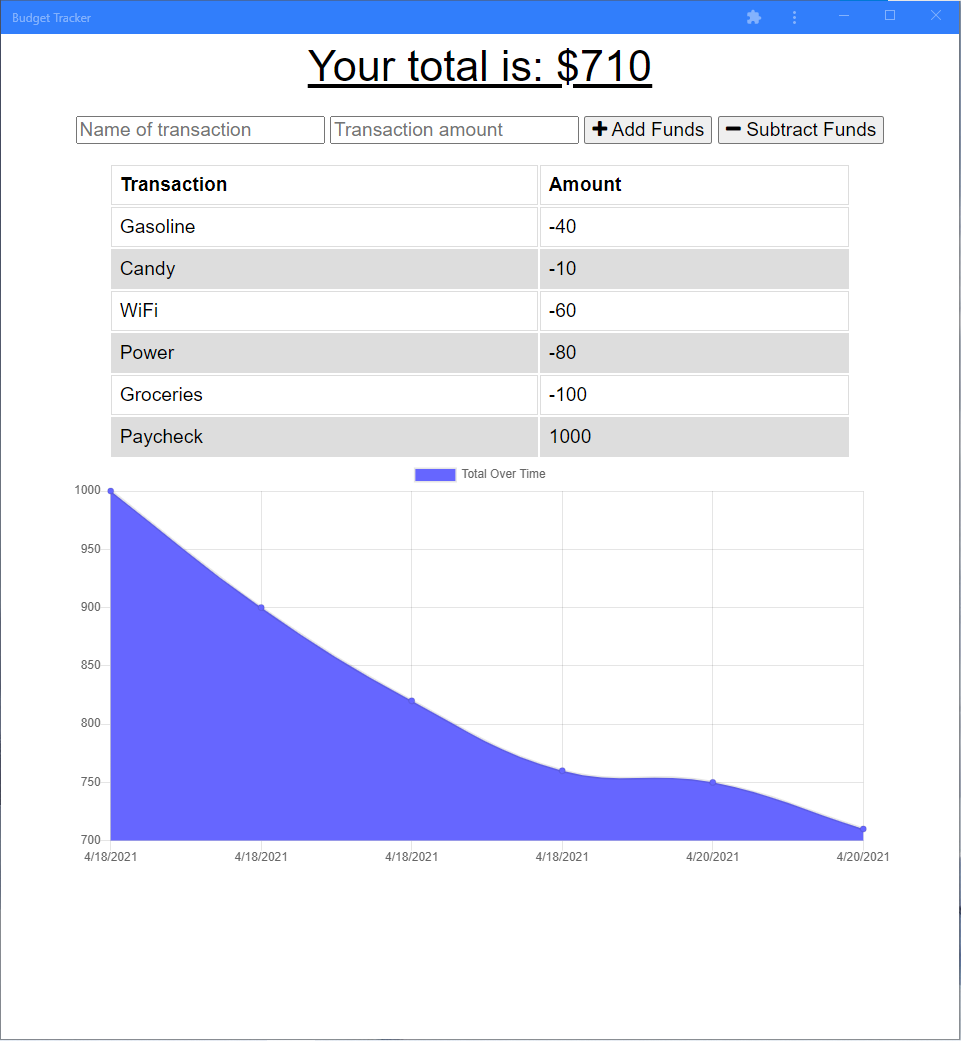 Budget Tracker
Your total is: $710
Name of transaction Transaction amount + Add Funds − Subtract Funds
Transaction Amount
Gasoline -40
Candy -10
WiFi -60
Power -80
Groceries -100
Paycheck 1000
Total Over Time
1000
950
900
850
800
750
700
4/18/2021 4/18/2021 4/18/2021 4/18/2021 4/20/2021 4/20/2021